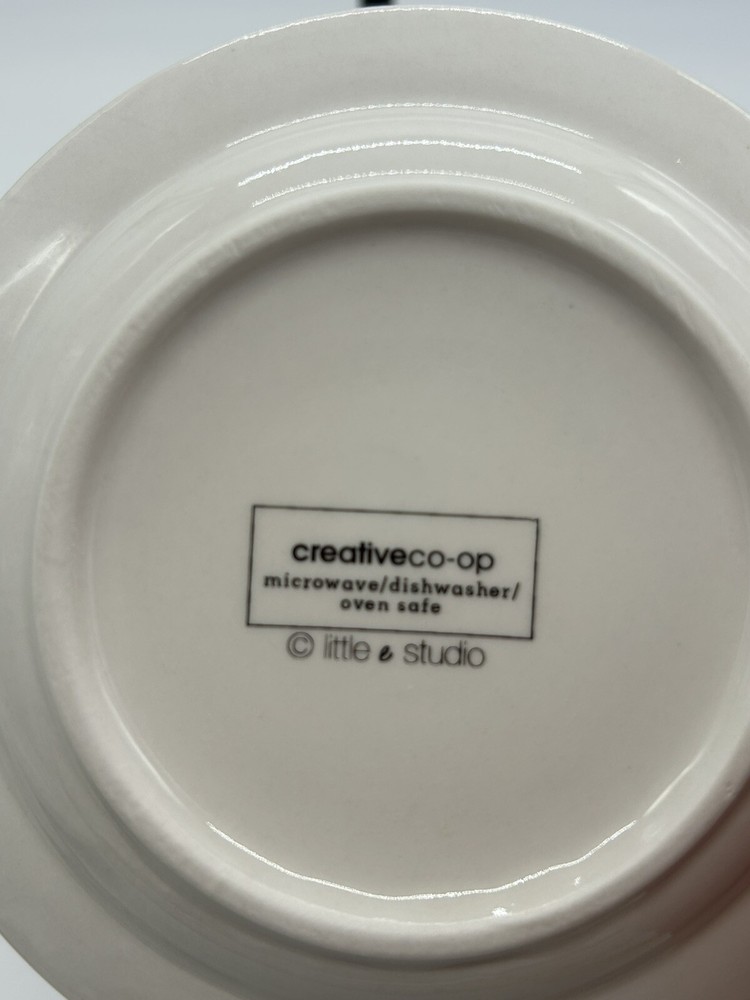 creativeco-op
microwave/dishwasher/
oven safe
© little e studio